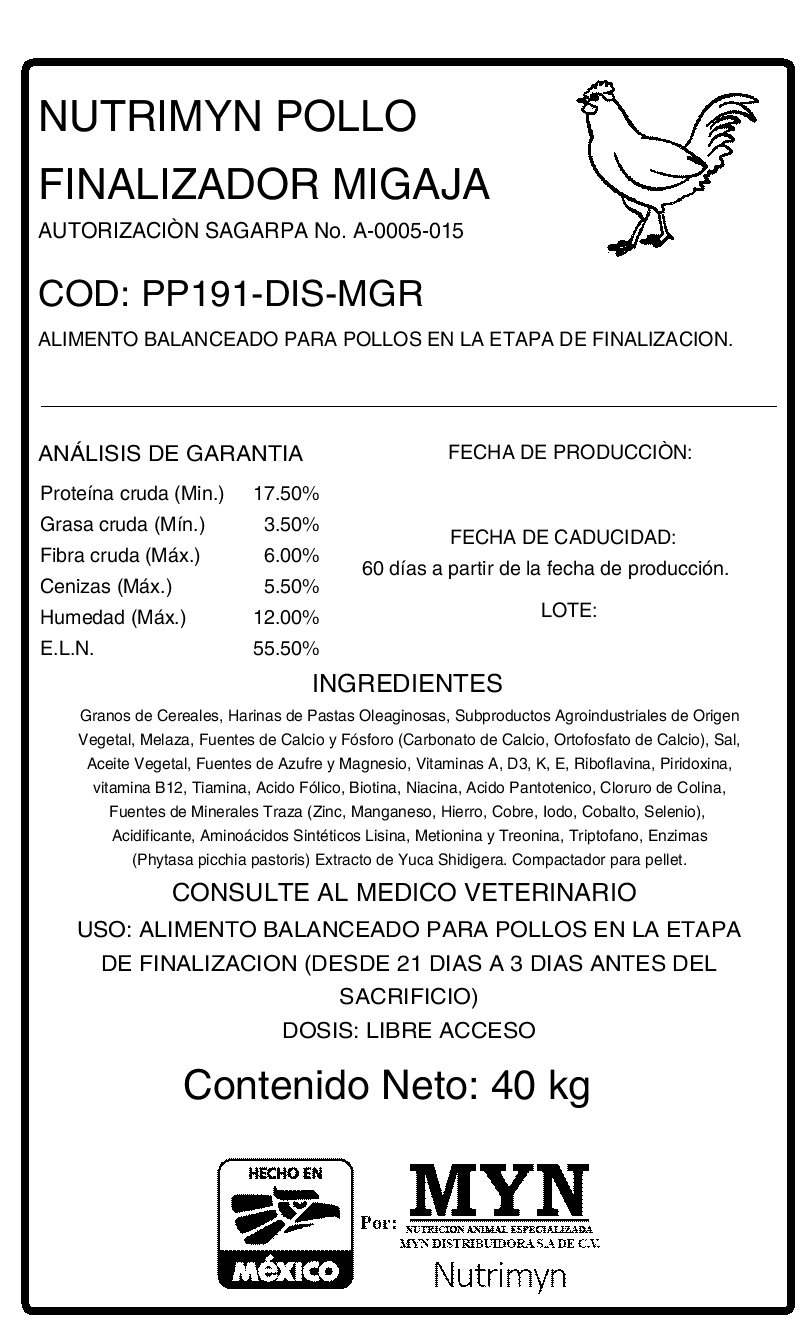 NUTRIMYN POLLO
FINALIZADOR MIGAJA
AUTORIZACIÒN SAGARPA No. A-0005-015
COD: PP191-DIS-MGR
ALIMENTO BALANCEADO PARA POLLOS EN LA ETAPA DE FINALIZACION.
ANÁLISIS DE GARANTIA
Proteína cruda (Min.) 17.50%
Grasa cruda (Mín.) 3.50%
Fibra cruda (Máx.) 6.00%
Cenizas (Máx.) 5.50%
Humedad (Máx.) 12.00%
E.L.N. 55.50%
FECHA DE PRODUCCIÒN:
FECHA DE CADUCIDAD:
60 días a partir de la fecha de producción.
LOTE:
INGREDIENTES
Granos de Cereales, Harinas de Pastas Oleaginosas, Subproductos Agroindustriales de Origen
Vegetal, Melaza, Fuentes de Calcio y Fósforo (Carbonato de Calcio, Ortofosfato de Calcio), Sal,
Aceite Vegetal, Fuentes de Azufre y Magnesio, Vitaminas A, D3, K, E, Riboflavina, Piridoxina,
vitamina B12, Tiamina, Acido Fólico, Biotina, Niacina, Acido Pantotenico, Cloruro de Colina,
Fuentes de Minerales Traza (Zinc, Manganeso, Hierro, Cobre, Iodo, Cobalto, Selenio),
Acidificante, Aminoácidos Sintéticos Lisina, Metionina y Treonina, Triptofano, Enzimas
(Phytasa picchia pastoris) Extracto de Yuca Shidigera. Compactador para pellet.
CONSULTE AL MEDICO VETERINARIO
USO: ALIMENTO BALANCEADO PARA POLLOS EN LA ETAPA
DE FINALIZACION (DESDE 21 DIAS A 3 DIAS ANTES DEL
SACRIFICIO)
DOSIS: LIBRE ACCESO
Contenido Neto: 40 kg
HECHO EN
MéXICO
Por:
MYN
NUTRICION ANIMAL ESPECIALIZADA
MYN DISTRIBUIDORA S.A DE C.V.
Nutrimyn